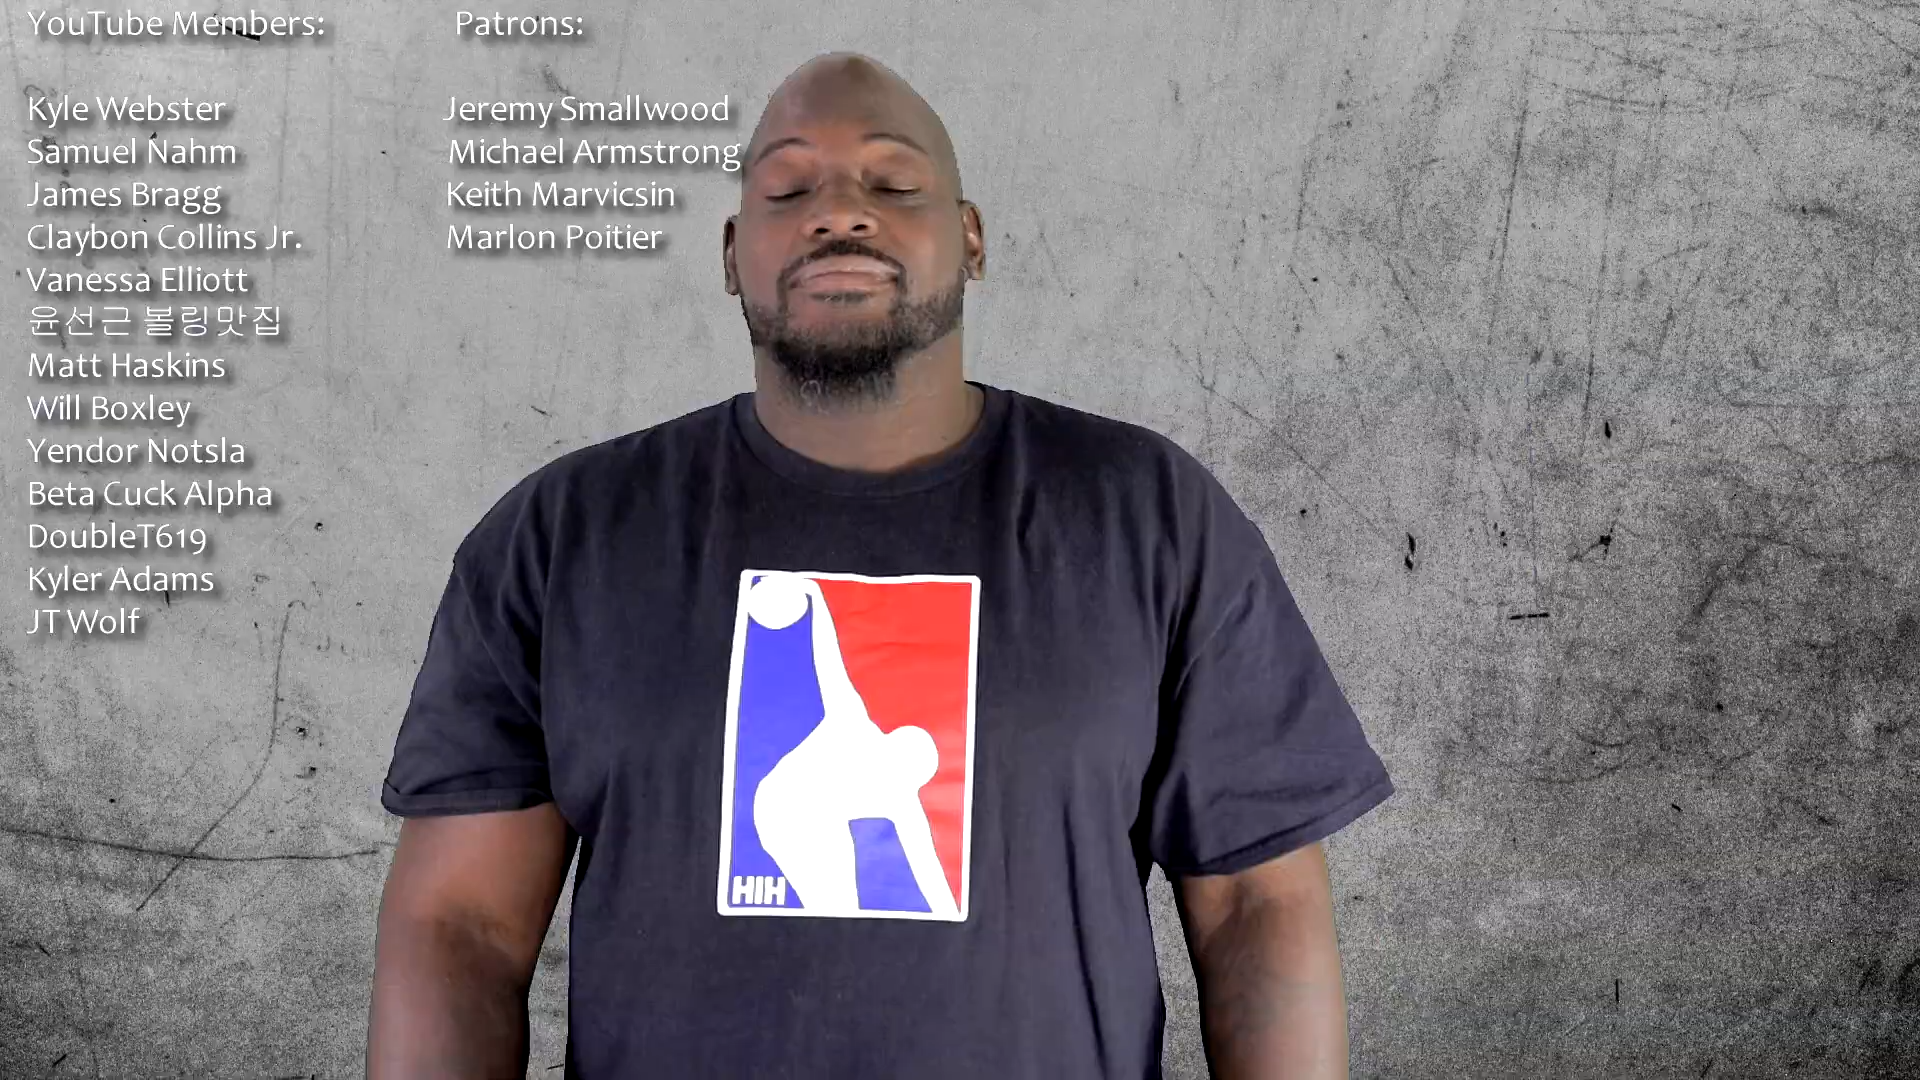 YouTube Members:
Kyle Webster
Samuel Nahm
James Bragg
Claybon Collins Jr.
Vanessa Elliott
윤선근 볼링맛집
Matt Haskins
Will Boxley
Yendor Notsla
Beta Cuck Alpha
DoubleT619
Kyler Adams
JT Wolf
Patrons:
Jeremy Smallwood
Michael Armstrong
Keith Marvicsin
Marlon Poitier
HIH